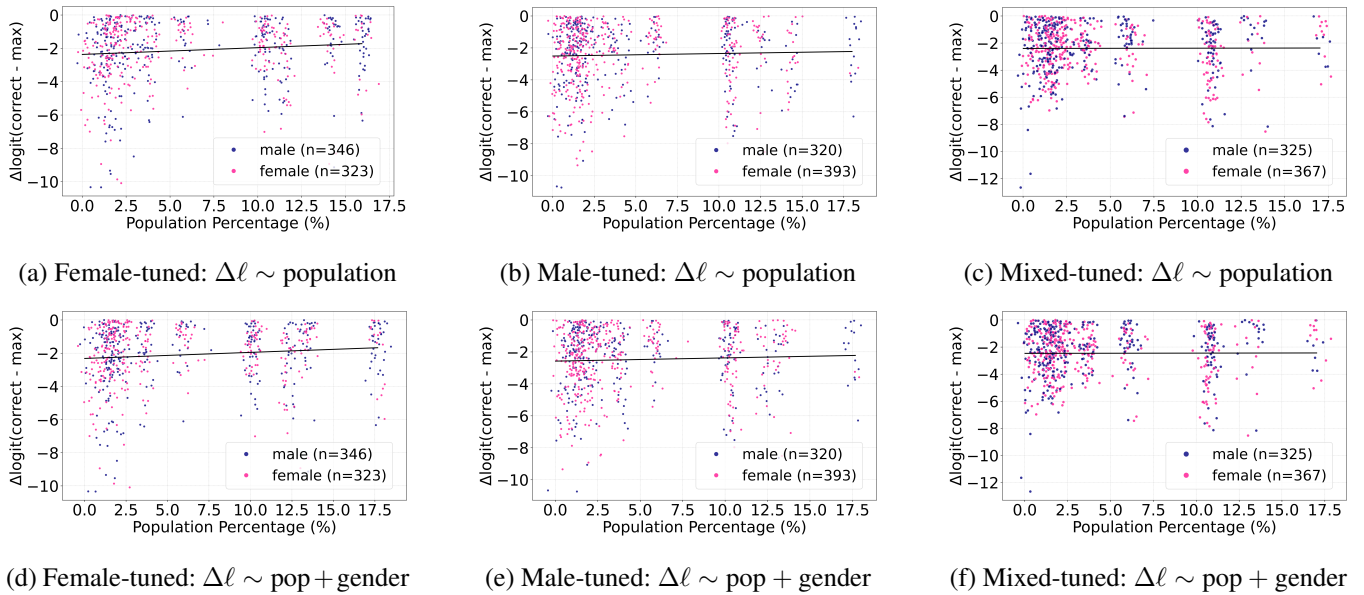 0
−2
−4
−6
−8
−10
Δlogit(correct - max)
male (n=346)
female (n=323)
0.0 2.5 5.0 7.5 10.0 12.5 15.0 17.5
Population Percentage (%)
(a) Female-tuned: Δℓ ∼ population
0
−2
−4
−6
−8
−10
Δlogit(correct - max)
male (n=320)
female (n=393)
0.0 2.5 5.0 7.5 10.0 12.5 15.0 17.5
Population Percentage (%)
(b) Male-tuned: Δℓ ∼ population
0
−2
−4
−6
−8
−10
−12
Δlogit(correct - max)
male (n=325)
female (n=367)
0.0 2.5 5.0 7.5 10.0 12.5 15.0 17.5
Population Percentage (%)
(c) Mixed-tuned: Δℓ ∼ population
0
−2
−4
−6
−8
−10
Δlogit(correct - max)
male (n=346)
female (n=323)
0.0 2.5 5.0 7.5 10.0 12.5 15.0 17.5
Population Percentage (%)
(d) Female-tuned: Δℓ ∼ pop + gender
0
−2
−4
−6
−8
−10
Δlogit(correct - max)
male (n=320)
female (n=393)
0.0 2.5 5.0 7.5 10.0 12.5 15.0 17.5
Population Percentage (%)
(e) Male-tuned: Δℓ ∼ pop + gender
0
−2
−4
−6
−8
−10
−12
Δlogit(correct - max)
male (n=325)
female (n=367)
0.0 2.5 5.0 7.5 10.0 12.5 15.0 17.5
Population Percentage (%)
(f) Mixed-tuned: Δℓ ∼ pop + gender